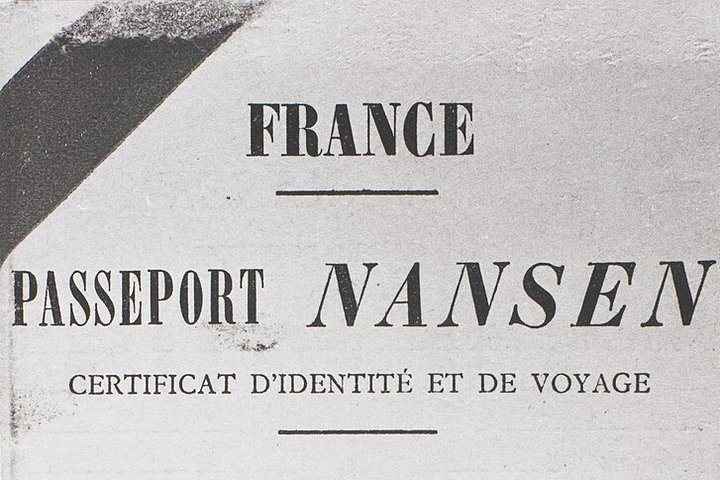 FRANCE
PASSEPORT NANSEN
CERTIFICAT D'IDENTITÉ ET DE VOYAGE